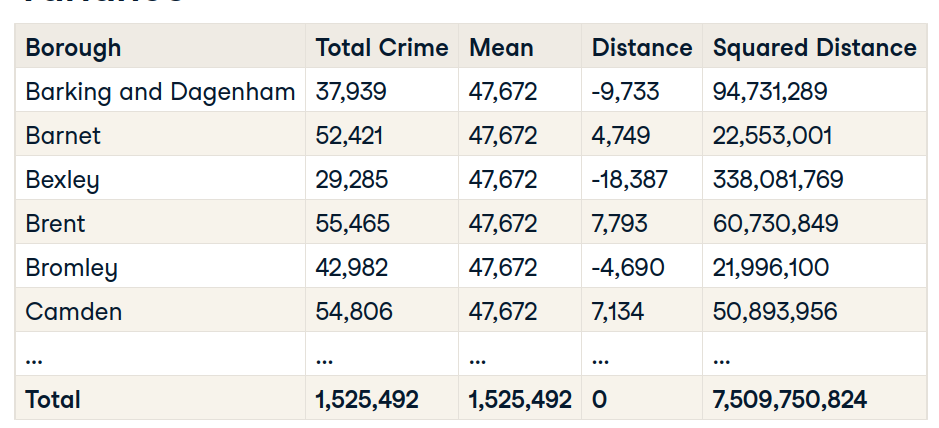 Borough Total Crime Mean Distance Squared Distance
Barking and Dagenham 37,939 47,672 -9,733 94,731,289
Barnet 52,421 47,672 4,749 22,553,001
Bexley 29,285 47,672 -18,387 338,081,769
Brent 55,465 47,672 7,793 60,730,849
Bromley 42,982 47,672 -4,690 21,996,100
Camden 54,806 47,672 7,134 50,893,956
... ... ... ... ...
Total 1,525,492 1,525,492 0 7,509,750,824